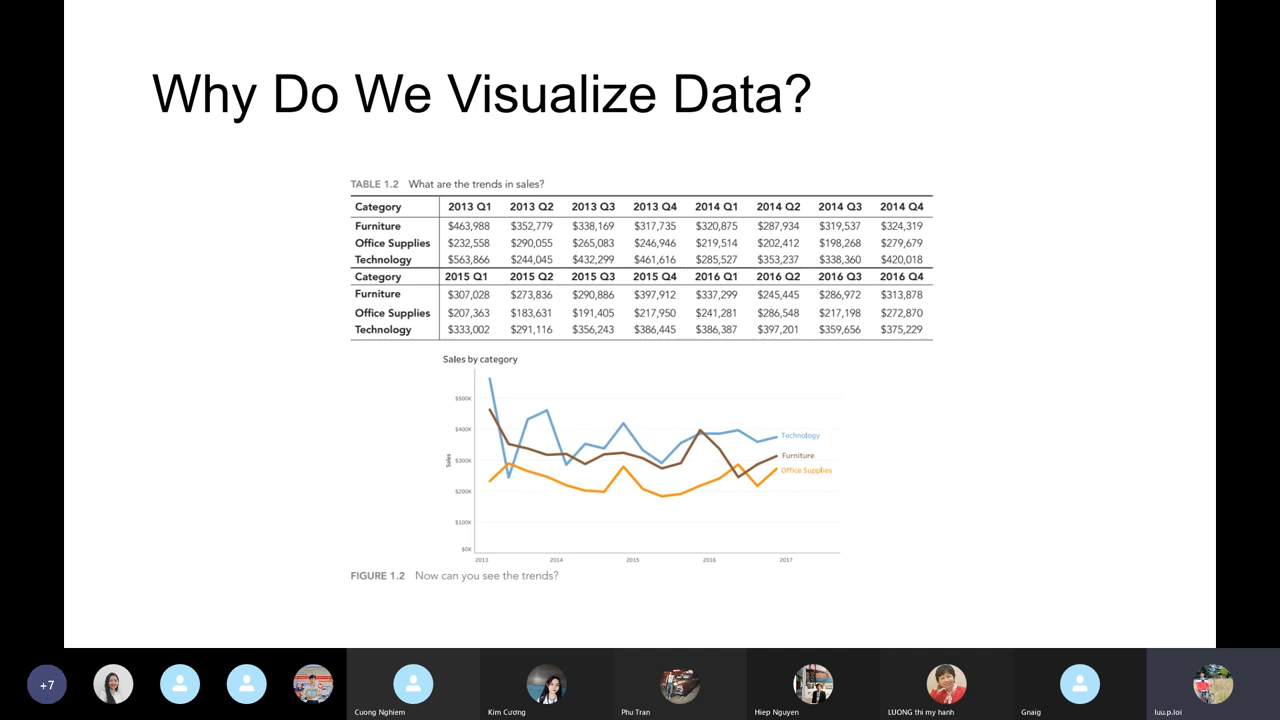 Why Do We Visualize Data?
TABLE 1.2 What are the trends in sales?
Category 2013 Q1 2013 Q2 2013 Q3 2013 Q4 2014 Q1 2014 Q2 2014 Q3 2014 Q4
Furniture $463,988 $352,779 $338,169 $317,735 $320,875 $287,934 $319,537 $324,319
Office Supplies $232,558 $290,055 $265,083 $246,946 $219,514 $202,412 $198,268 $279,679
Technology $563,866 $244,045 $432,299 $461,616 $285,527 $353,237 $338,360 $420,018
Category 2015 Q1 2015 Q2 2015 Q3 2015 Q4 2016 Q1 2016 Q2 2016 Q3 2016 Q4
Furniture $307,028 $273,836 $290,886 $397,912 $337,299 $245,445 $286,972 $313,878
Office Supplies $207,363 $183,631 $191,405 $217,950 $241,281 $286,548 $217,198 $272,870
Technology $333,002 $291,116 $356,243 $386,445 $386,387 $397,201 $359,656 $375,229
Sales by category
$500K
$400K
$300K
$200K
$100K
$0K
Sales
Technology
Furniture
Office Supplies
2013 2014 2015 2016 2017
FIGURE 1.2 Now can you see the trends?
+7
Cuong Nghiem
Kim Cương
Phu Tran
Hiep Nguyen
LUONG thi my hanh
Gnaig
luu.p.loi